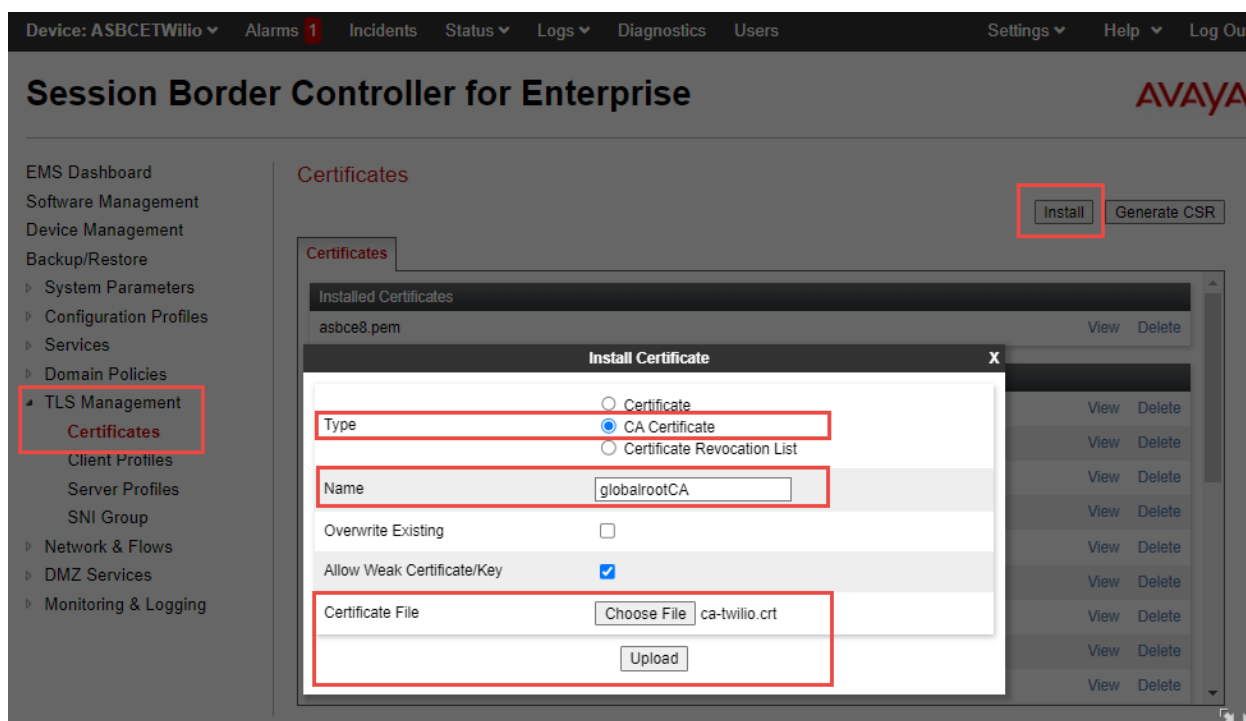 Device: ASBCETWilio Alarms 1 Incidents Status Logs Diagnostics Users Settings Help Log Ou
Session Border Controller for Enterprise
AVAYA
EMS Dashboard
Software Management
Device Management
Backup/Restore
System Parameters
Configuration Profiles
Services
Domain Policies
TLS Management
Certificates
Client Profiles
Server Profiles
SNI Group
Network & Flows
DMZ Services
Monitoring & Logging
Certificates
Install Generate CSR
Certificates
Installed Certificates
asbce8.pem View Delete
Install Certificate X
Type
Certificate
CA Certificate
Certificate Revocation List
Name globalrootCA
Overwrite Existing
Allow Weak Certificate/Key
Certificate File Choose File ca-twilio.crt
Upload
View Delete
View Delete
View Delete
View Delete
View Delete
View Delete
View Delete
View Delete
View Delete